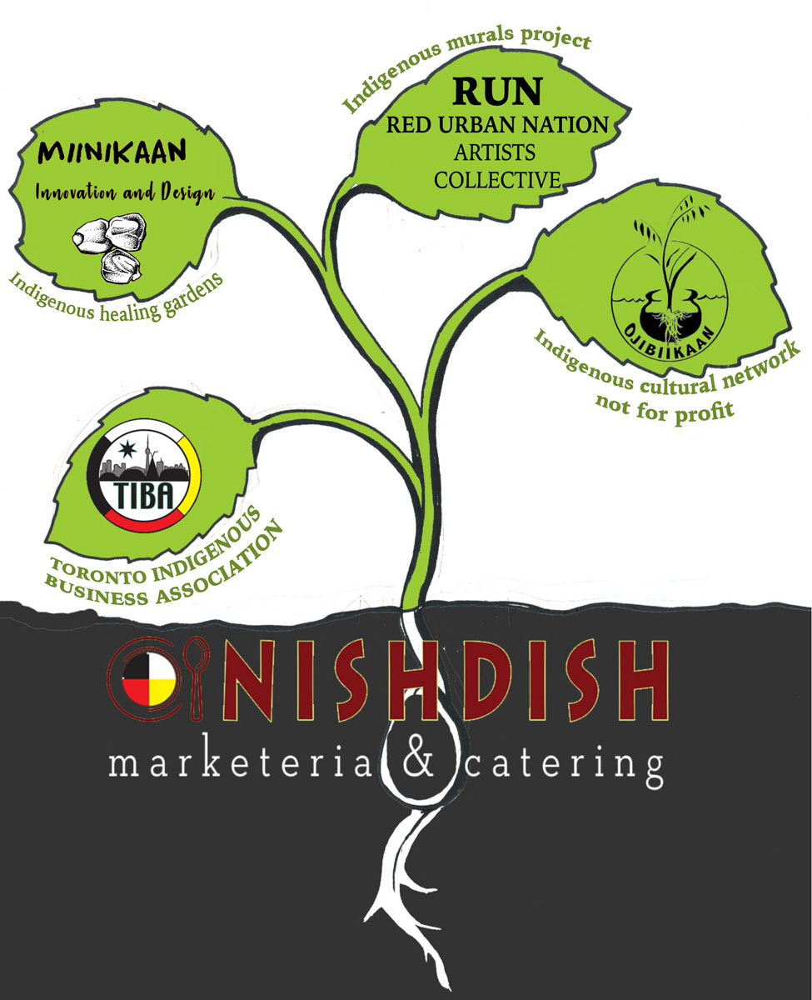 Indigenous murals project
RUN
RED URBAN NATION
ARTISTS
COLLECTIVE
MIINIKAAN
Innovation and Design
Indigenous healing gardens
OJIBIIKAAN
Indigenous cultural network
not for profit
TIBA
TORONTO INDIGENOUS
BUSINESS ASSOCIATION
NISHDISH
marketeria & catering